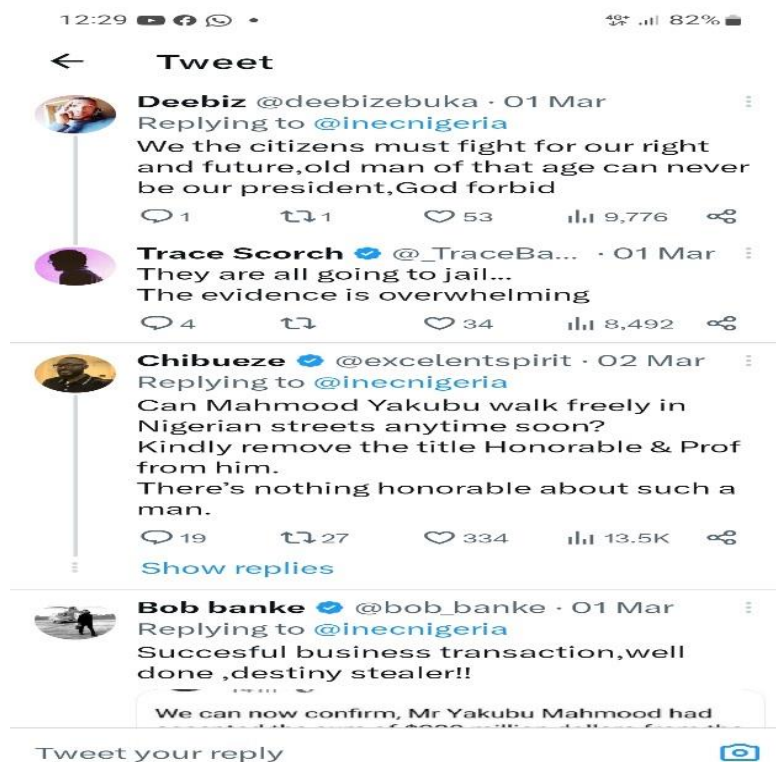 12:29
4G+ 82%
Tweet
Deebiz @deebizebuka · 01 Mar
Replying to @inecnigeria
We the citizens must fight for our right
and future,old man of that age can never
be our president,God forbid
1 1 53 9,776
Trace Scorch @_TraceBa... · 01 Mar
They are all going to jail...
The evidence is overwhelming
4 34 8,492
Chibueze @excelentspirit · 02 Mar
Replying to @inecnigeria
Can Mahmood Yakubu walk freely in
Nigerian streets anytime soon?
Kindly remove the title Honorable & Prof
from him.
There's nothing honorable about such a
man.
19 27 334 13.5K
Show replies
Bob banke @bob_banke · 01 Mar
Replying to @inecnigeria
Succesful business transaction,well
done ,destiny stealer!!
We can now confirm, Mr Yakubu Mahmood had
Tweet your reply